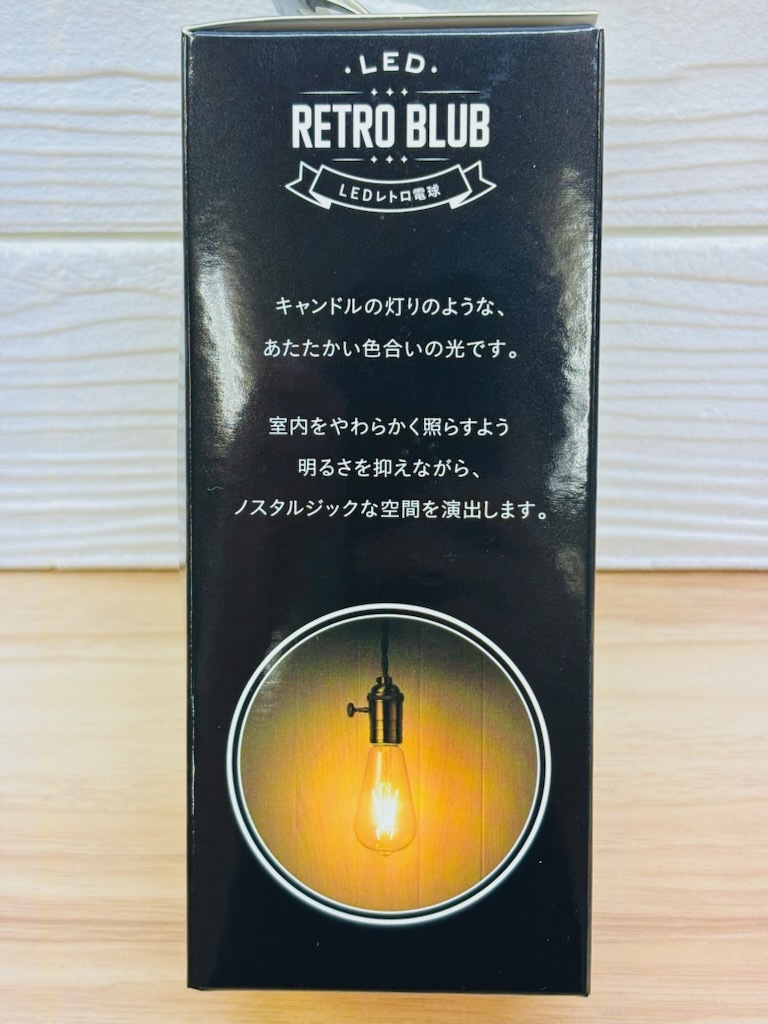 ・LED・
RETRO BLUB
LEDレトロ電球
キャンドルの灯りのような、
あたたかい色合いの光です。
室内をやわらかく照らすよう
明るさを抑えながら、
ノスタルジックな空間を演出します。